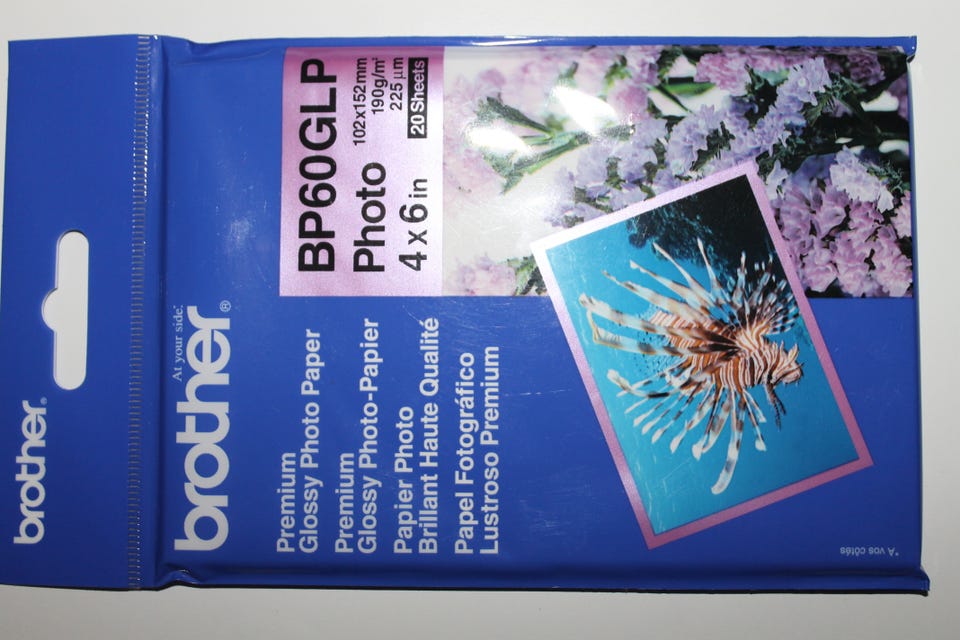 brother®
At your side.*
brother®
BP60GLP
Photo
4 x 6 in
102x152mm
190g/m²
225 µm
20 Sheets
Premium
Glossy Photo Paper
Premium
Glossy Photo-Papier
Papier Photo
Brillant Haute Qualité
Papel Fotográfico
Lustroso Premium
*A vos côtés